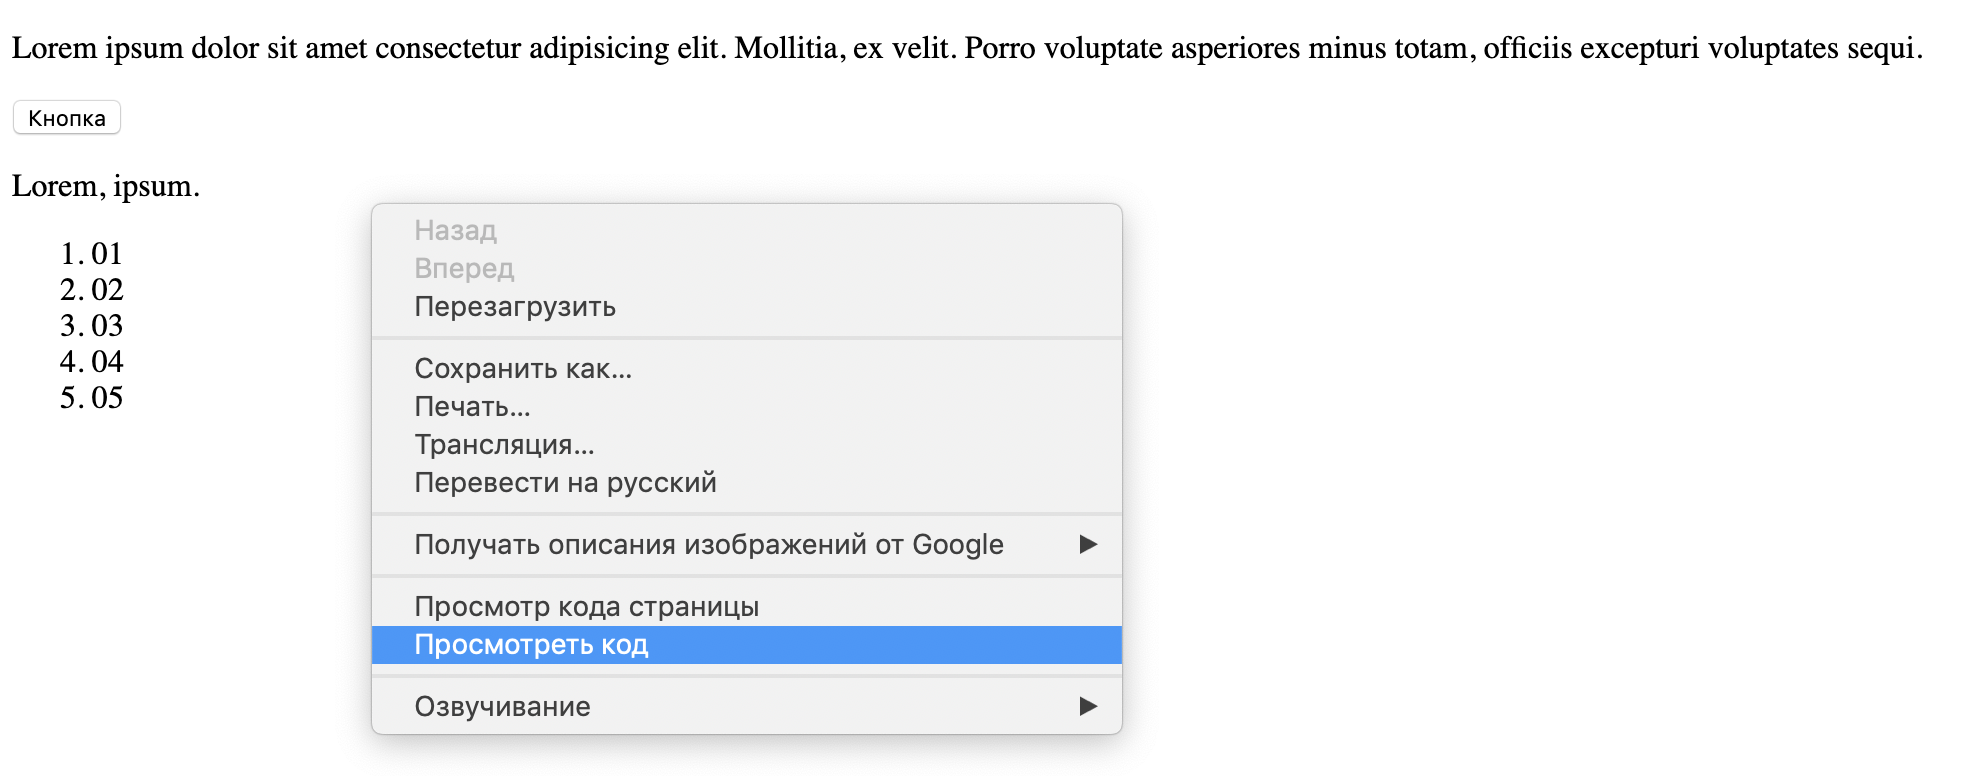 Lorem ipsum dolor sit amet consectetur adipisicing elit. Mollitia, ex velit. Porro voluptate asperiores minus totam, officiis excepturi voluptates sequi.
Кнопка
Lorem, ipsum.
1. 01
2. 02
3. 03
4. 04
5. 05
Назад
Вперед
Перезагрузить
Сохранить как...
Печать...
Трансляция...
Перевести на русский
Получать описания изображений от Google
Просмотр кода страницы
Просмотреть код
Озвучивание